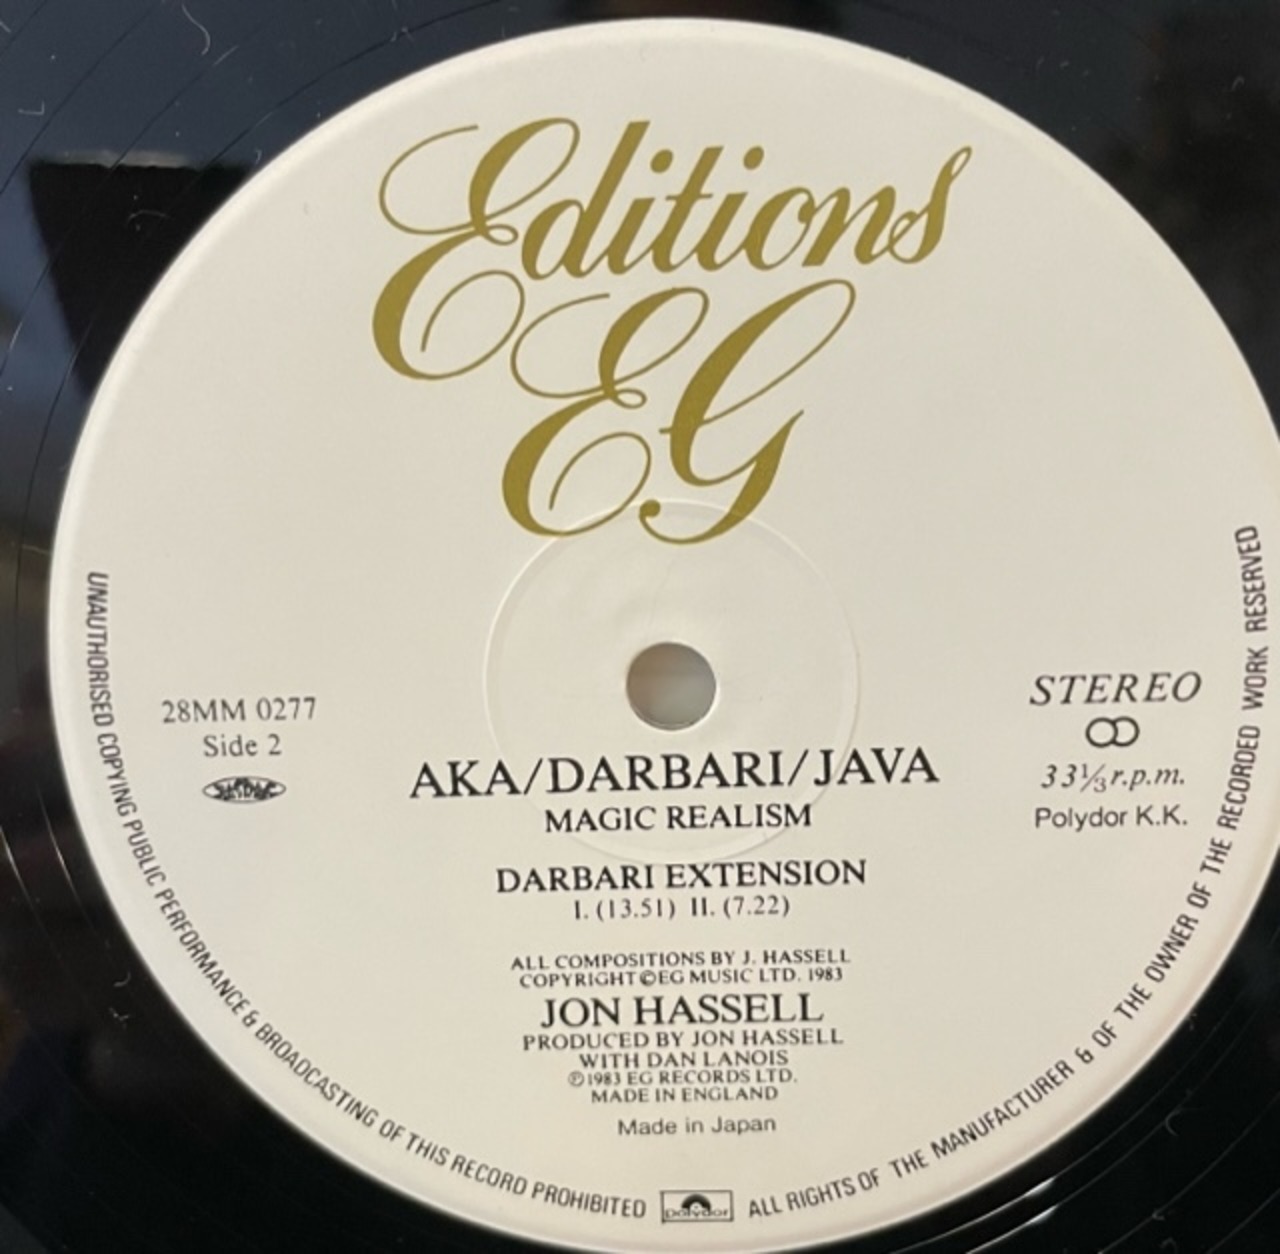 Editions
EG
28MM 0277
Side 2
JASRAC
STEREO
33⅓ r.p.m.
Polydor K.K.
AKA/DARBARI/JAVA
MAGIC REALISM
DARBARI EXTENSION
I. (13.51) II. (7.22)
ALL COMPOSITIONS BY J. HASSELL
COPYRIGHT ©EG MUSIC LTD. 1983
JON HASSELL
PRODUCED BY JON HASSELL
WITH DAN LANOIS
℗1983 EG RECORDS LTD.
MADE IN ENGLAND
Made in Japan
UNAUTHORISED COPYING PUBLIC PERFORMANCE & BROADCASTING OF THIS RECORD PROHIBITED
polydor
ALL RIGHTS OF THE MANUFACTURER & OF THE OWNER OF THE RECORDED WORK RESERVED